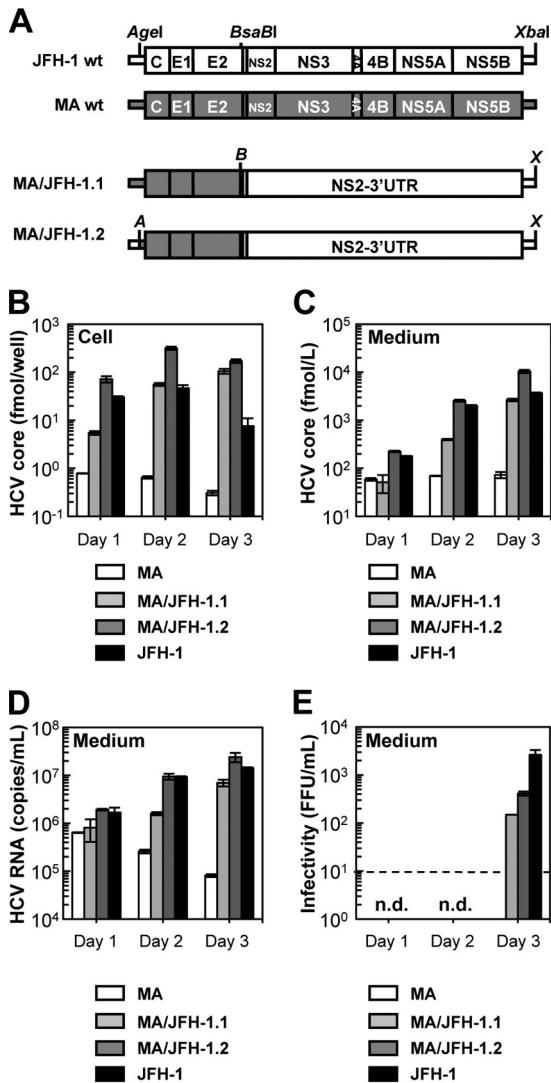 A
AgeI BsaBI XbaI
JFH-1 wt C E1 E2 NS2 NS3 4A 4B NS5A NS5B
MA wt C E1 E2 NS2 NS3 4A 4B NS5A NS5B
B X
MA/JFH-1.1 NS2-3'UTR
A X
MA/JFH-1.2 NS2-3'UTR
B
HCV core (fmol/well)
Cell
10³
10²
10¹
10⁰
10⁻¹
Day 1 Day 2 Day 3
MA
MA/JFH-1.1
MA/JFH-1.2
JFH-1
C
HCV core (fmol/L)
Medium
10⁵
10⁴
10³
10²
10¹
Day 1 Day 2 Day 3
MA
MA/JFH-1.1
MA/JFH-1.2
JFH-1
D
HCV RNA (copies/mL)
Medium
10⁸
10⁷
10⁶
10⁵
10⁴
Day 1 Day 2 Day 3
MA
MA/JFH-1.1
MA/JFH-1.2
JFH-1
E
Infectivity (FFU/mL)
Medium
10⁴
10³
10²
10¹
10⁰
n.d. n.d.
Day 1 Day 2 Day 3
MA
MA/JFH-1.1
MA/JFH-1.2
JFH-1